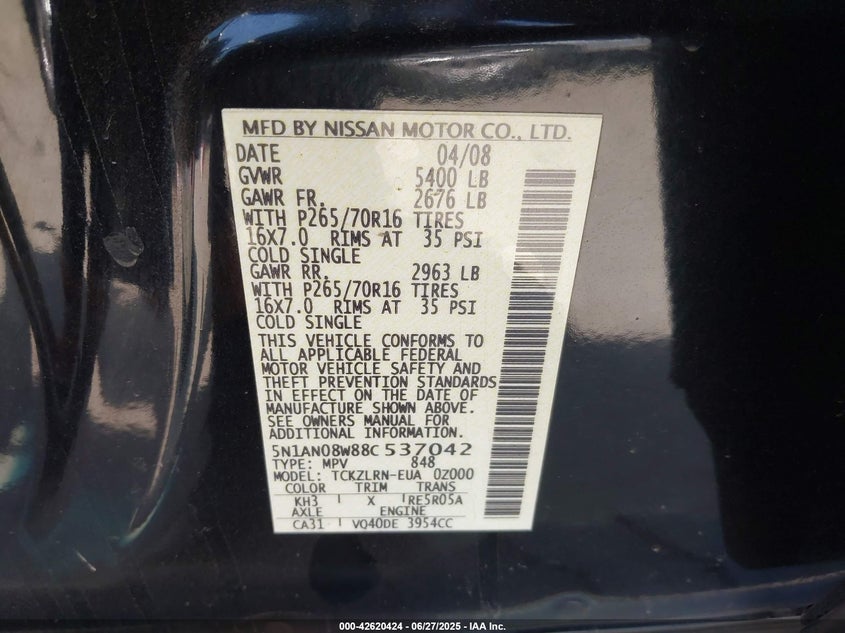 MFD BY NISSAN MOTOR CO., LTD.
DATE 04/08
GVWR 5400 LB
GAWR FR. 2676 LB
WITH P265/70R16 TIRES
16X7.0 RIMS AT 35 PSI
COLD SINGLE
GAWR RR. 2963 LB
WITH P265/70R16 TIRES
16X7.0 RIMS AT 35 PSI
COLD SINGLE
THIS VEHICLE CONFORMS TO
ALL APPLICABLE FEDERAL
MOTOR VEHICLE SAFETY AND
THEFT PREVENTION STANDARDS
IN EFFECT ON THE DATE OF
MANUFACTURE SHOWN ABOVE.
SEE OWNERS MANUAL FOR
ADDITIONAL INFORMATION
5N1AN08W88C 537042
TYPE: MPV 848
MODEL: TCKZLRN-EUA 0Z000
COLOR TRIM TRANS
KH3 X RE5R05A
AXLE ENGINE
CA31 VQ40DE 3954CC
000-42620424 - 06/27/2025 - IAA Inc.